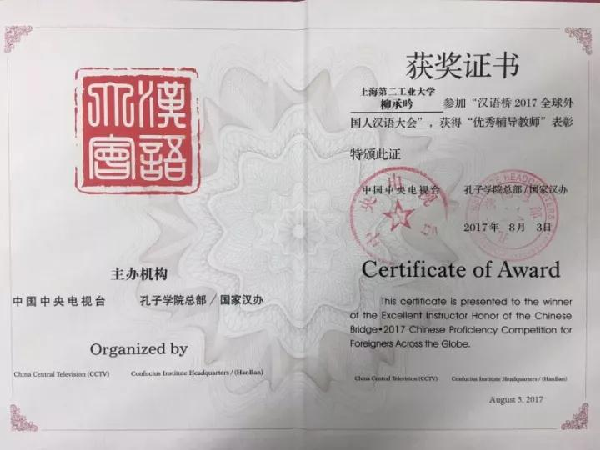 漢語
大會
主办机构
中国中央电视台 孔子学院总部/国家汉办
Organized by
China Central Television (CCTV) Confucius Institute Headquarters / (HanBan)
获奖证书
上海第二工业大学
柳承吟 参加“汉语桥2017全球外
国人汉语大会”，获得“优秀辅导教师”表彰
特颁此证
中国中央电视台 孔子学院总部/国家汉办
2017年 8月 3日
Certificate of Award
This certificate is presented to the winner
of the Excellent Instructor Honor of the Chinese
Bridge•2017 Chinese Proficiency Competition for
Foreigners Across the Globe.
China Central Television (CCTV) Confucius Institute Headquarters / (HanBan)
August 3, 2017